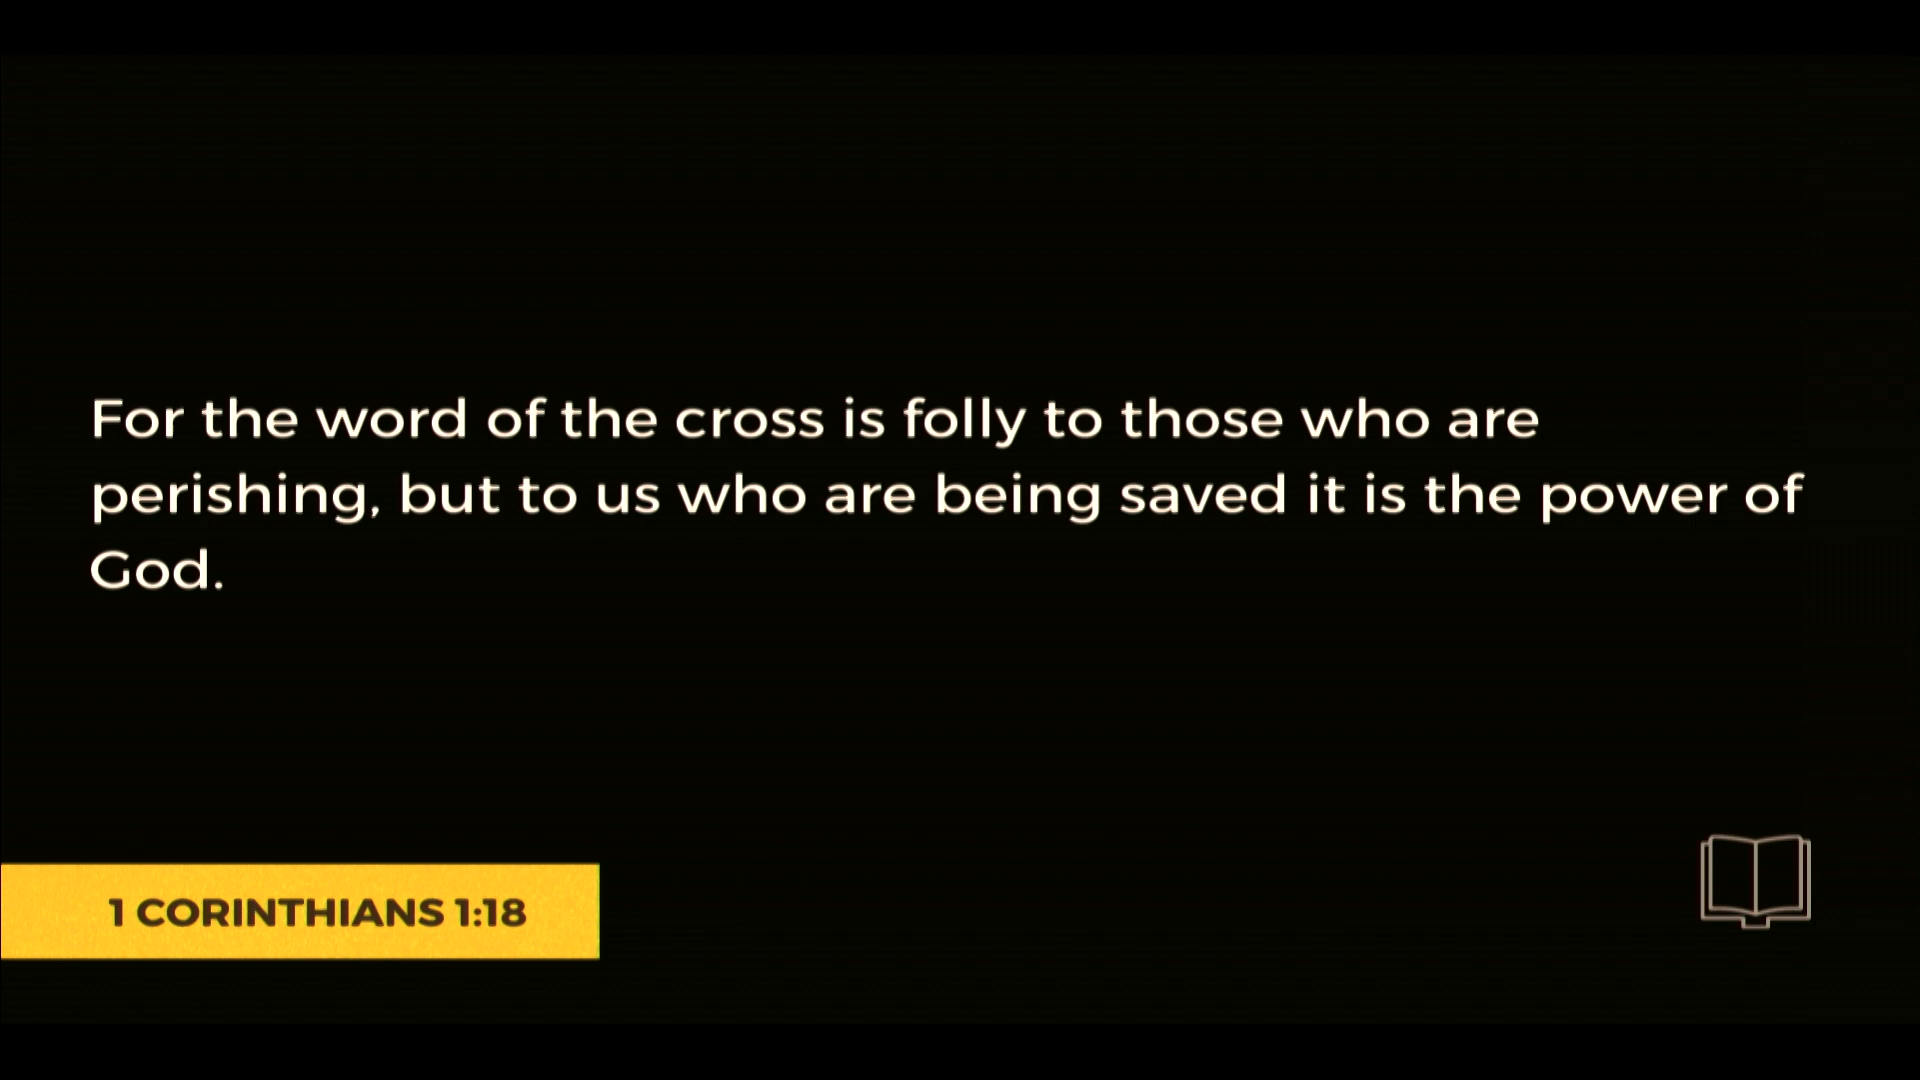 For the word of the cross is folly to those who are
perishing, but to us who are being saved it is the power of
God.
1 CORINTHIANS 1:18